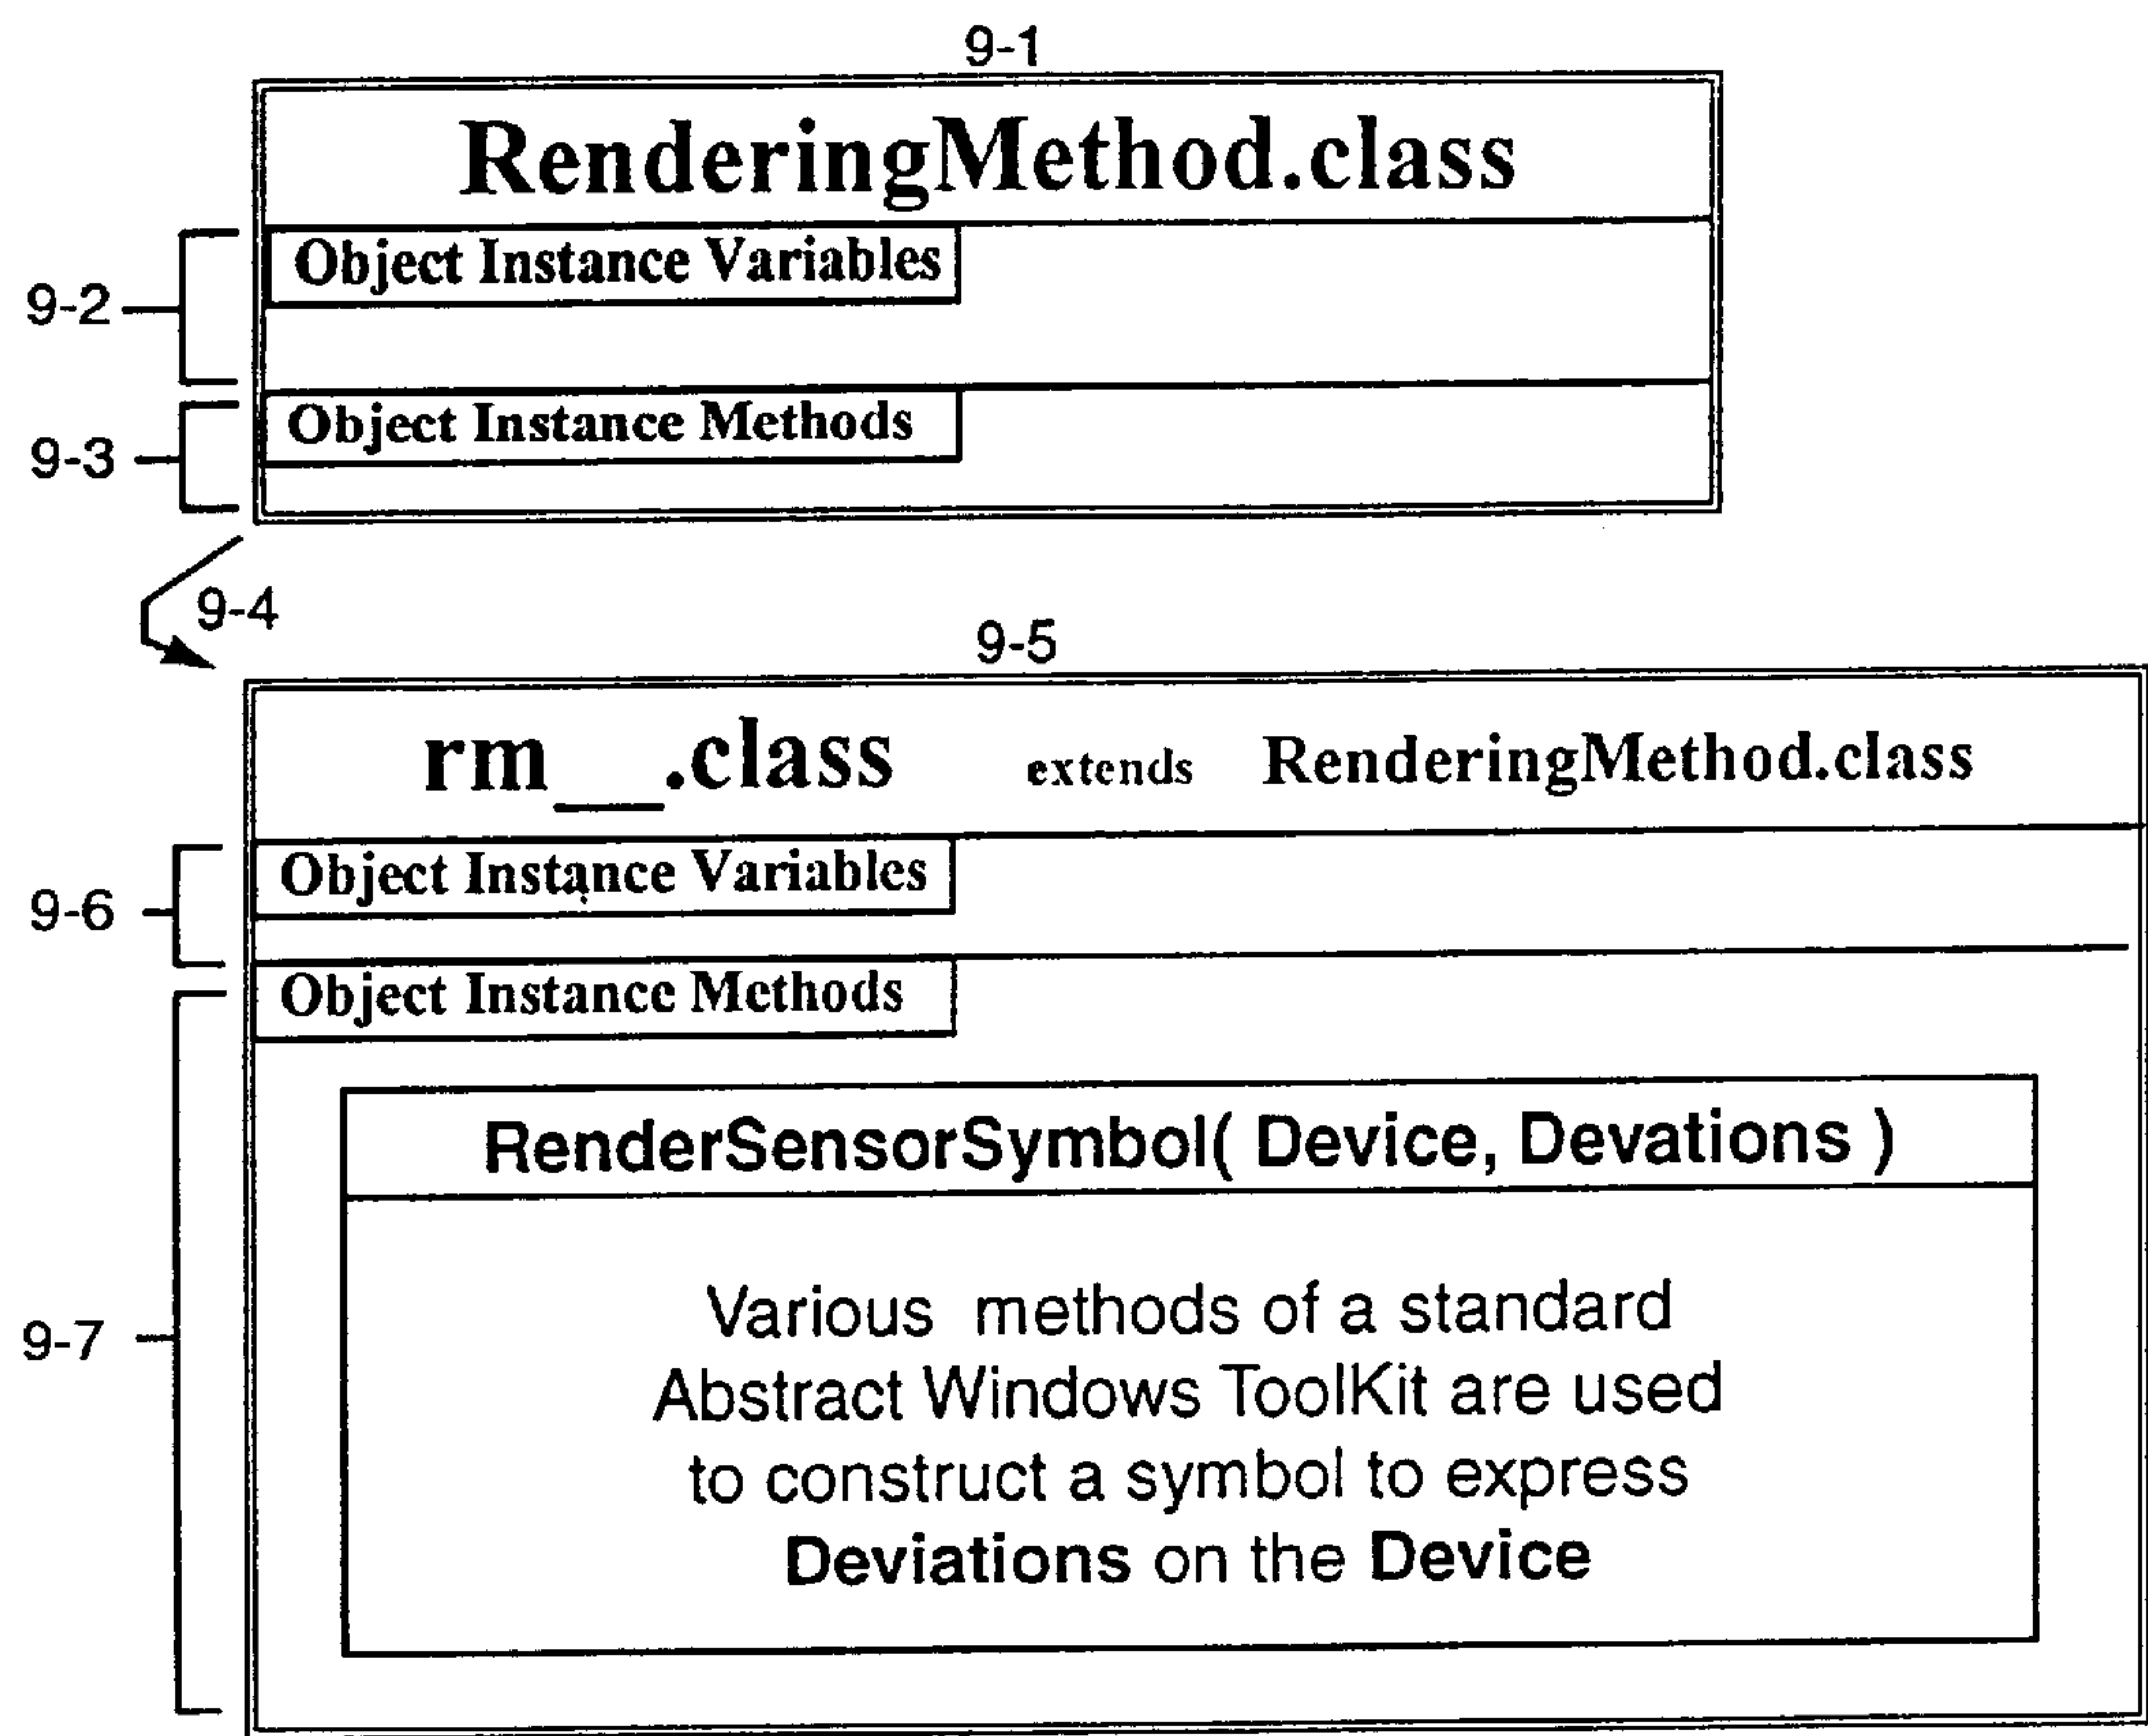 9-1
RenderingMethod.class
Object Instance Variables
9-2
Object Instance Methods
9-3
9-4
9-5
rm__.class extends RenderingMethod.class
Object Instance Variables
9-6
Object Instance Methods
RenderSensorSymbol( Device, Devations )
Various methods of a standard
9-7
Abstract Windows ToolKit are used
to construct a symbol to express
Deviations on the Device